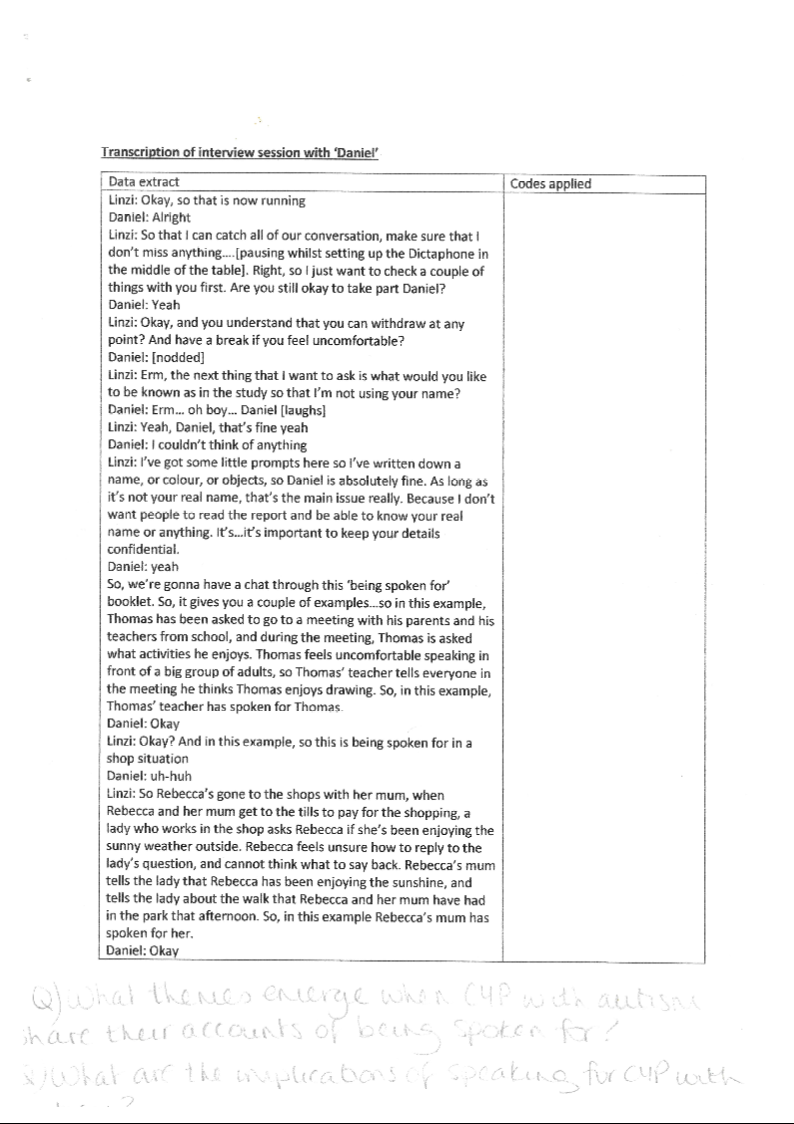 Transcription of interview session with ‘Daniel’
Data extract
Codes applied
Linzi: Okay, so that is now running
Daniel: Alright
Linzi: So that I can catch all of our conversation, make sure that I
don’t miss anything....[pausing whilst setting up the Dictaphone in
the middle of the table]. Right, so I just want to check a couple of
things with you first. Are you still okay to take part Daniel?
Daniel: Yeah
Linzi: Okay, and you understand that you can withdraw at any
point? And have a break if you feel uncomfortable?
Daniel: [nodded]
Linzi: Erm, the next thing that I want to ask is what would you like
to be known as in the study so that I’m not using your name?
Daniel: Erm... oh boy... Daniel [laughs]
Linzi: Yeah, Daniel, that’s fine yeah
Daniel: I couldn’t think of anything
Linzi: I’ve got some little prompts here so I’ve written down a
name, or colour, or objects, so Daniel is absolutely fine. As long as
it’s not your real name, that’s the main issue really. Because I don’t
want people to read the report and be able to know your real
name or anything. It’s...it’s important to keep your details
confidential.
Daniel: yeah
So, we’re gonna have a chat through this ‘being spoken for’
booklet. So, it gives you a couple of examples...so in this example,
Thomas has been asked to go to a meeting with his parents and his
teachers from school, and during the meeting, Thomas is asked
what activities he enjoys. Thomas feels uncomfortable speaking in
front of a big group of adults, so Thomas’ teacher tells everyone in
the meeting he thinks Thomas enjoys drawing. So, in this example,
Thomas’ teacher has spoken for Thomas.
Daniel: Okay
Linzi: Okay? And in this example, so this is being spoken for in a
shop situation
Daniel: uh-huh
Linzi: So Rebecca’s gone to the shops with her mum, when
Rebecca and her mum get to the tills to pay for the shopping, a
lady who works in the shop asks Rebecca if she’s been enjoying the
sunny weather outside. Rebecca feels unsure how to reply to the
lady’s question, and cannot think what to say back. Rebecca’s mum
tells the lady that Rebecca has been enjoying the sunshine, and
tells the lady about the walk that Rebecca and her mum have had
in the park that afternoon. So, in this example Rebecca’s mum has
spoken for her.
Daniel: Okay
Q) What themes emerge when CYP with autism
share their accounts of being spoken for?
Q) What are the implications of speaking for CYP with